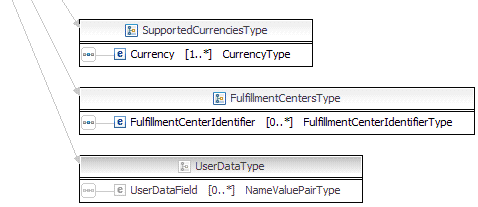 SupportedCurrenciesType
e Currency [1..*] CurrencyType
FulfillmentCentersType
e FulfillmentCenterIdentifier [0..*] FulfillmentCenterIdentifierType
UserDataType
e UserDataField [0..*] NameValuePairType